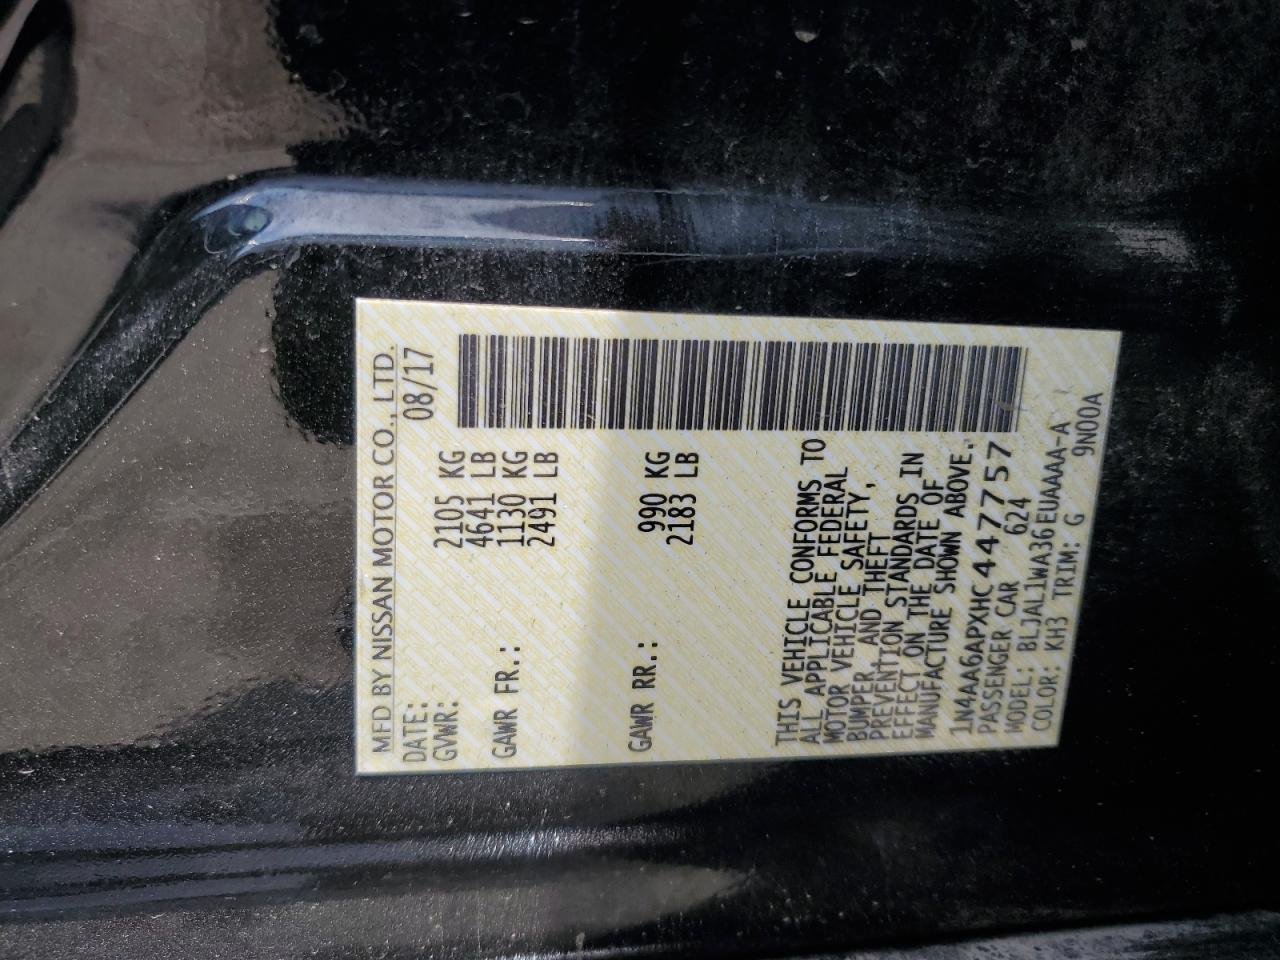 MFD BY NISSAN MOTOR CO., LTD.
DATE: 08/17
GVWR: 2105 KG
4641 LB
GAWR FR.: 1130 KG
2491 LB
GAWR RR.: 990 KG
2183 LB
THIS VEHICLE CONFORMS TO
ALL APPLICABLE FEDERAL
MOTOR VEHICLE SAFETY,
BUMPER AND THEFT
PREVENTION STANDARDS IN
EFFECT ON THE DATE OF
MANUFACTURE SHOWN ABOVE.
1N4AA6APXHC447757
PASSENGER CAR 624
MODEL: BLJAL1WA36EUAAAA-A
COLOR: KH3 TRIM: G 9N00A